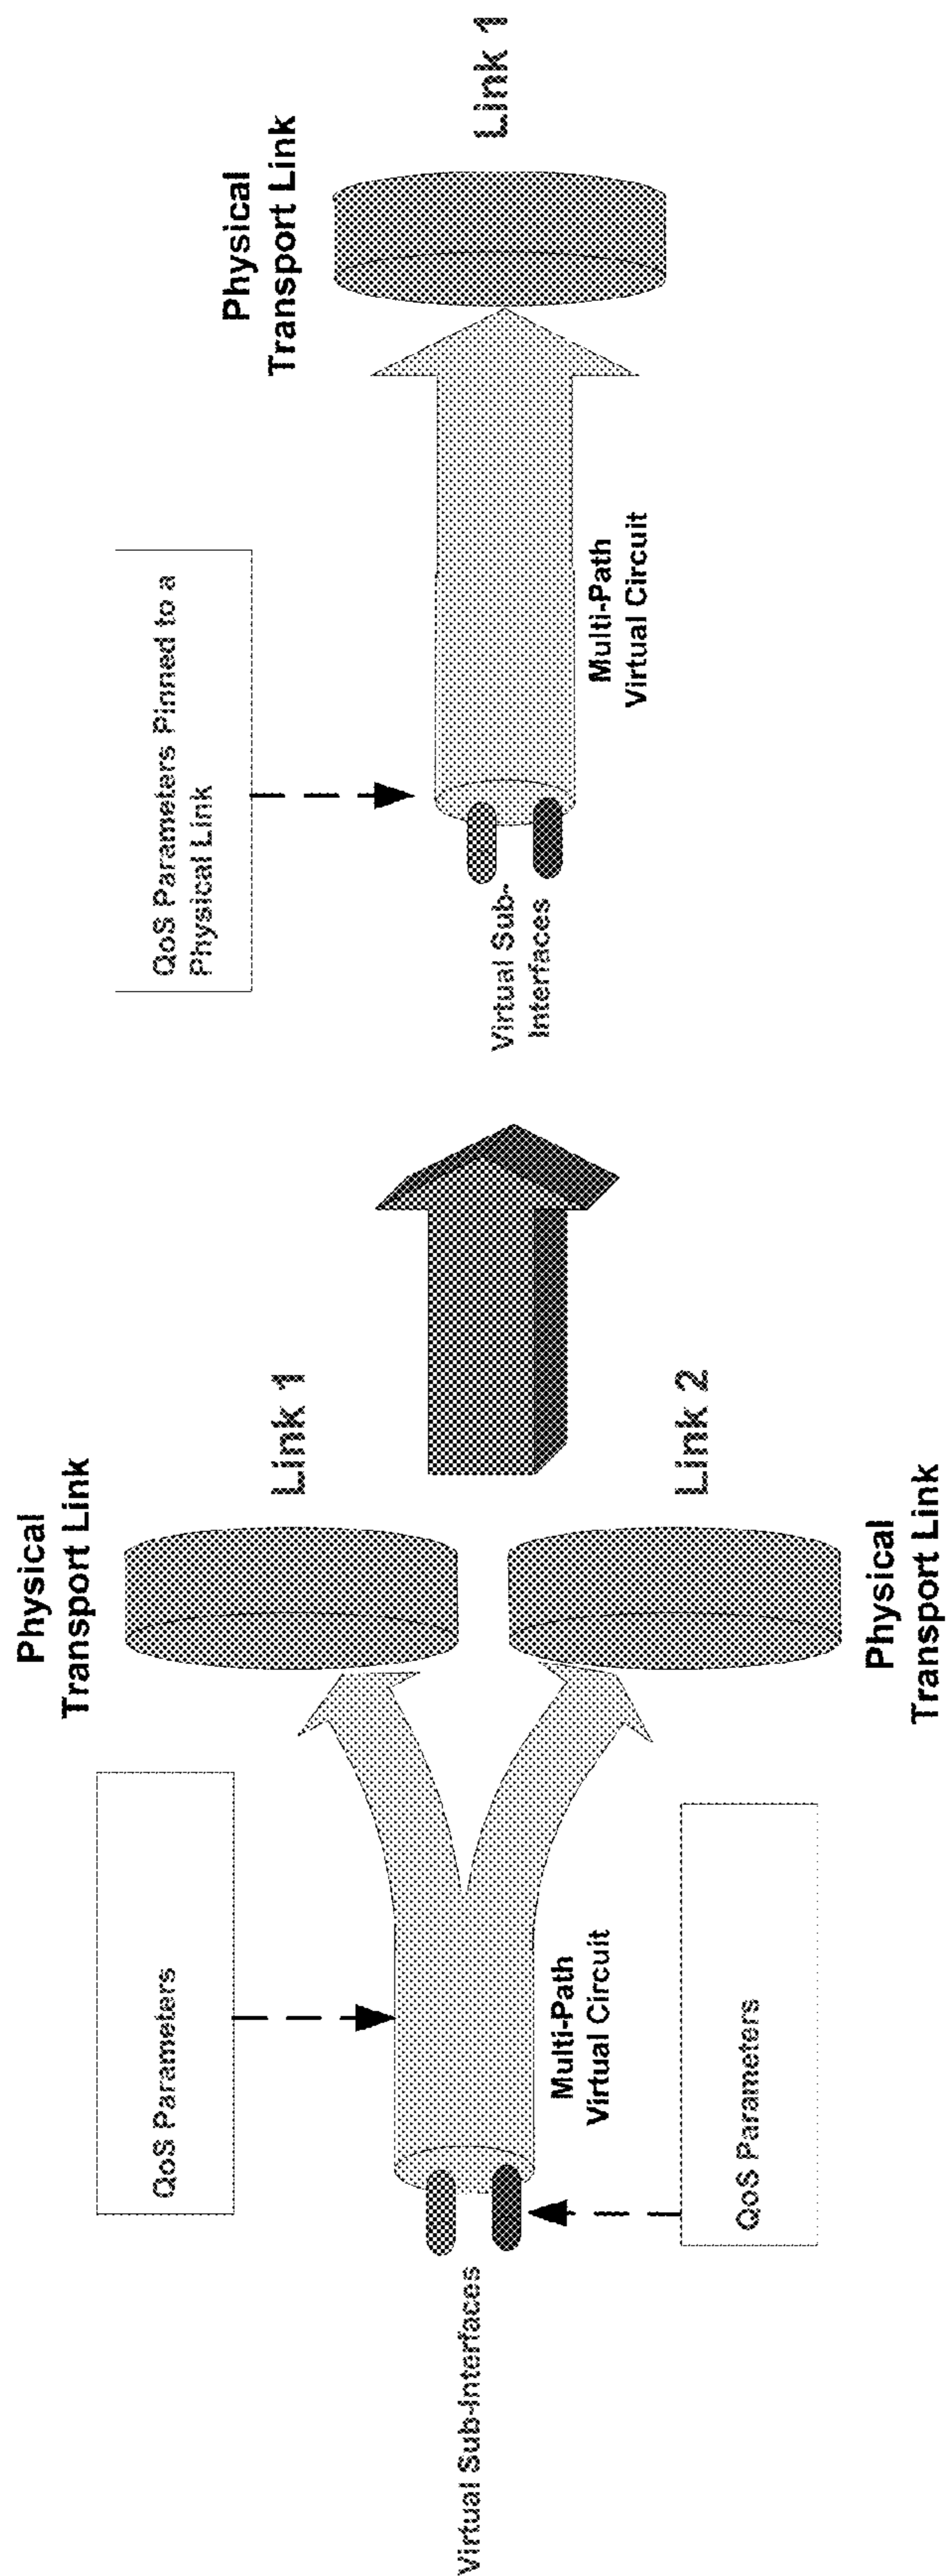 Virtual Sub-Interfaces
QoS Parameters
Multi-Path
Virtual Circuit
QoS Parameters
Physical
Transport Link
Link 1
Link 2
Physical
Transport Link
QoS Parameters Pinned to a
Physical Link
Virtual Sub-
Interfaces
Multi-Path
Virtual Circuit
Physical
Transport Link
Link 1